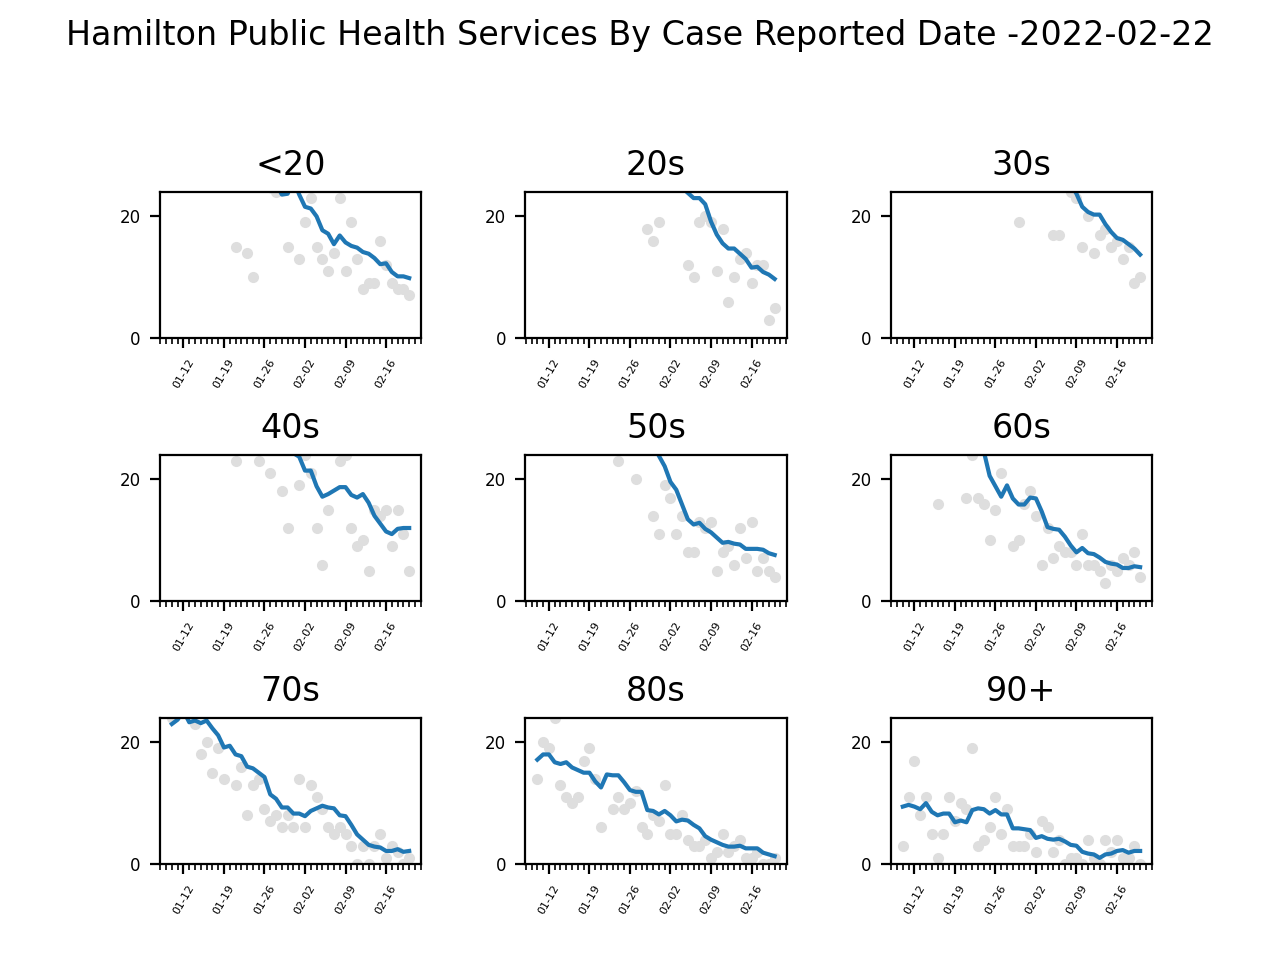 Hamilton Public Health Services By Case Reported Date -2022-02-22
<20 20s 30s
20 20 20
0 0 0
01-12 01-19 01-26 02-02 02-09 02-16 01-12 01-19 01-26 02-02 02-09 02-16 01-12 01-19 01-26 02-02 02-09 02-16
40s 50s 60s
20 20 20
0 0 0
01-12 01-19 01-26 02-02 02-09 02-16 01-12 01-19 01-26 02-02 02-09 02-16 01-12 01-19 01-26 02-02 02-09 02-16
70s 80s 90+
20 20 20
0 0 0
01-12 01-19 01-26 02-02 02-09 02-16 01-12 01-19 01-26 02-02 02-09 02-16 01-12 01-19 01-26 02-02 02-09 02-16